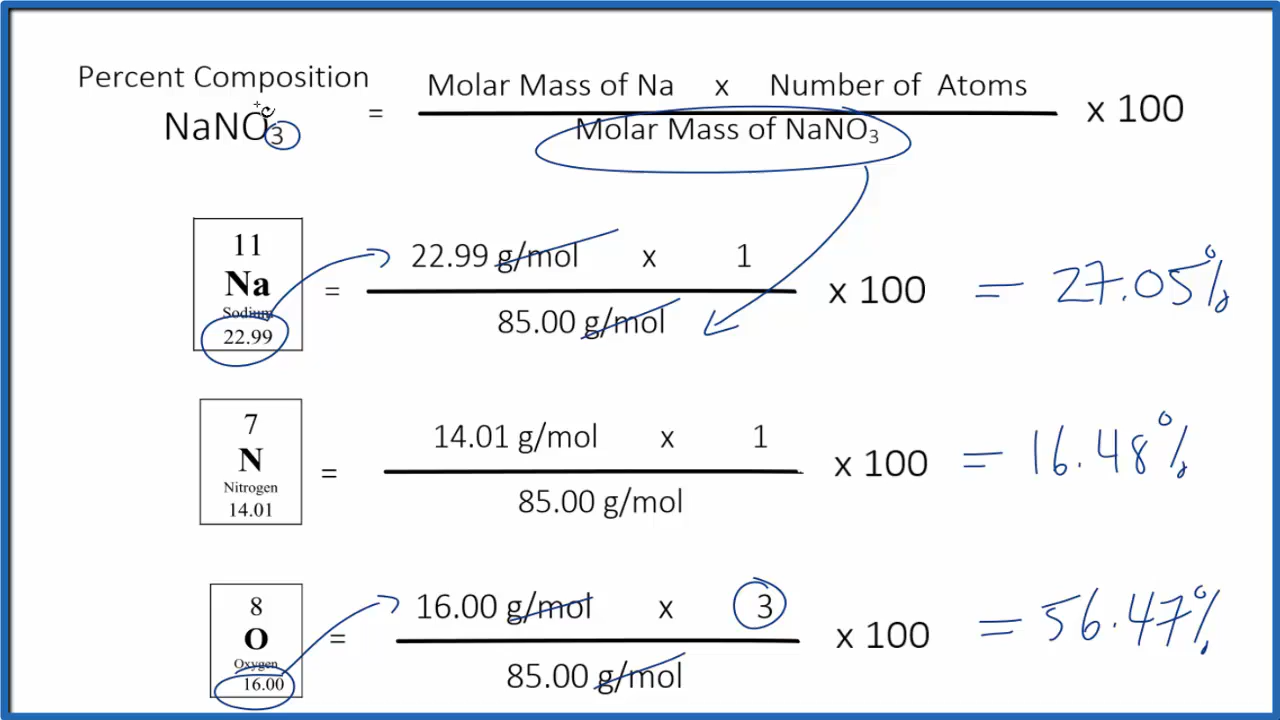 Percent Composition
NaNO₃ = Molar Mass of Na x Number of Atoms
Molar Mass of NaNO₃
x 100
11
Na
Sodium
22.99
= 22.99 g/mol x 1
85.00 g/mol
x 100 = 27.05%
7
N
Nitrogen
14.01
= 14.01 g/mol x 1
85.00 g/mol
x 100 = 16.48%
8
O
Oxygen
16.00
= 16.00 g/mol x 3
85.00 g/mol
x 100 = 56.47%